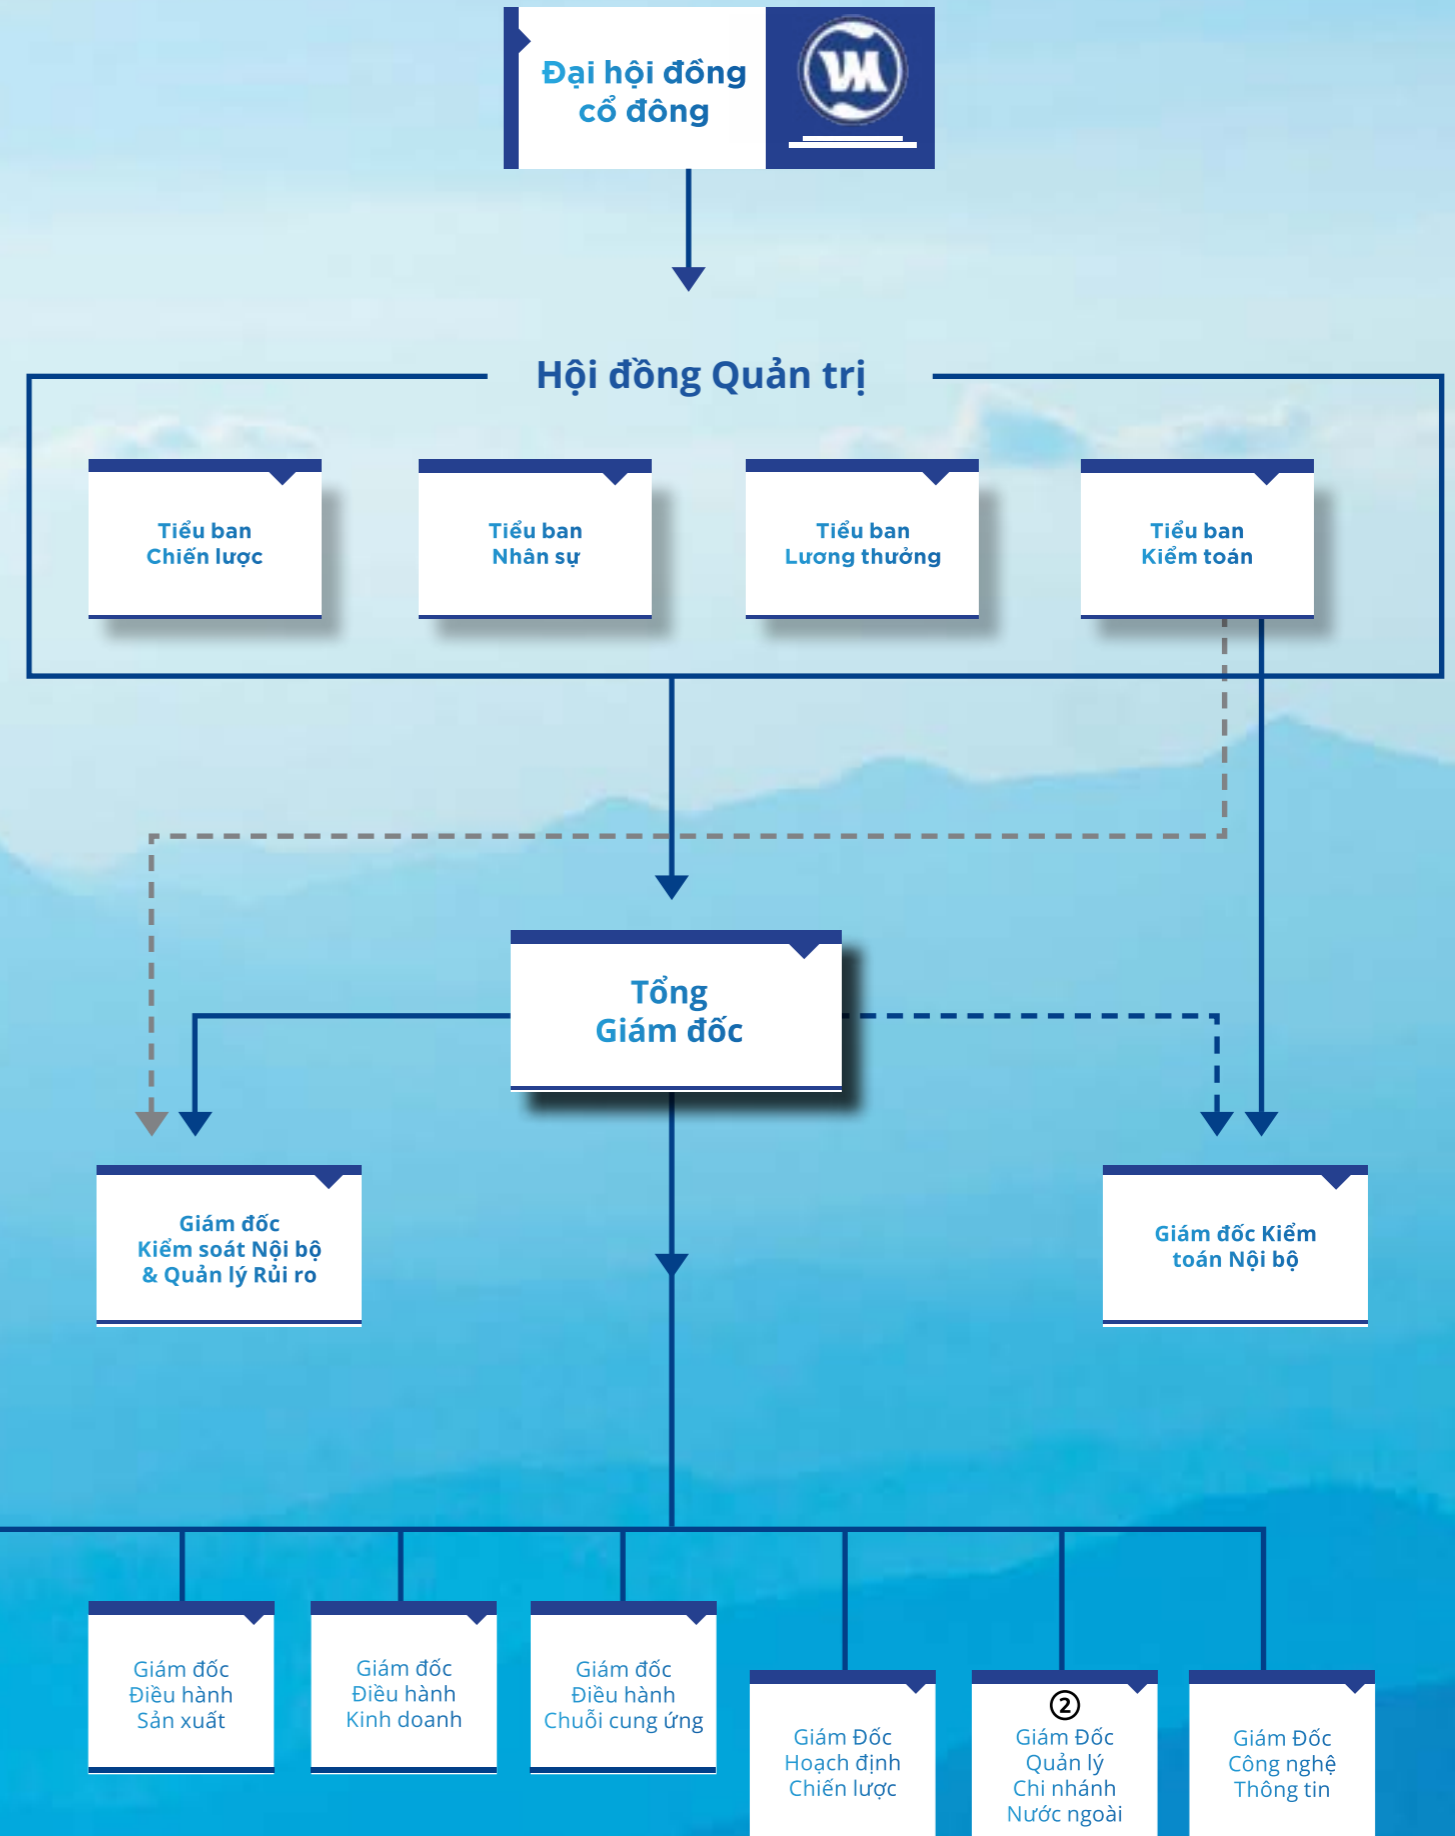 Đại hội đồng
cổ đông
VM
Hội đồng Quản trị
Tiểu ban
Chiến lược
Tiểu ban
Nhân sự
Tiểu ban
Lương thưởng
Tiểu ban
Kiểm toán
Tổng
Giám đốc
Giám đốc
Kiểm soát Nội bộ
& Quản lý Rủi ro
Giám đốc Kiểm
toán Nội bộ
Giám đốc
Điều hành
Sản xuất
Giám đốc
Điều hành
Kinh doanh
Giám đốc
Điều hành
Chuỗi cung ứng
Giám Đốc
Hoạch định
Chiến lược
②
Giám Đốc
Quản lý
Chi nhánh
Nước ngoài
Giám Đốc
Công nghệ
Thông tin